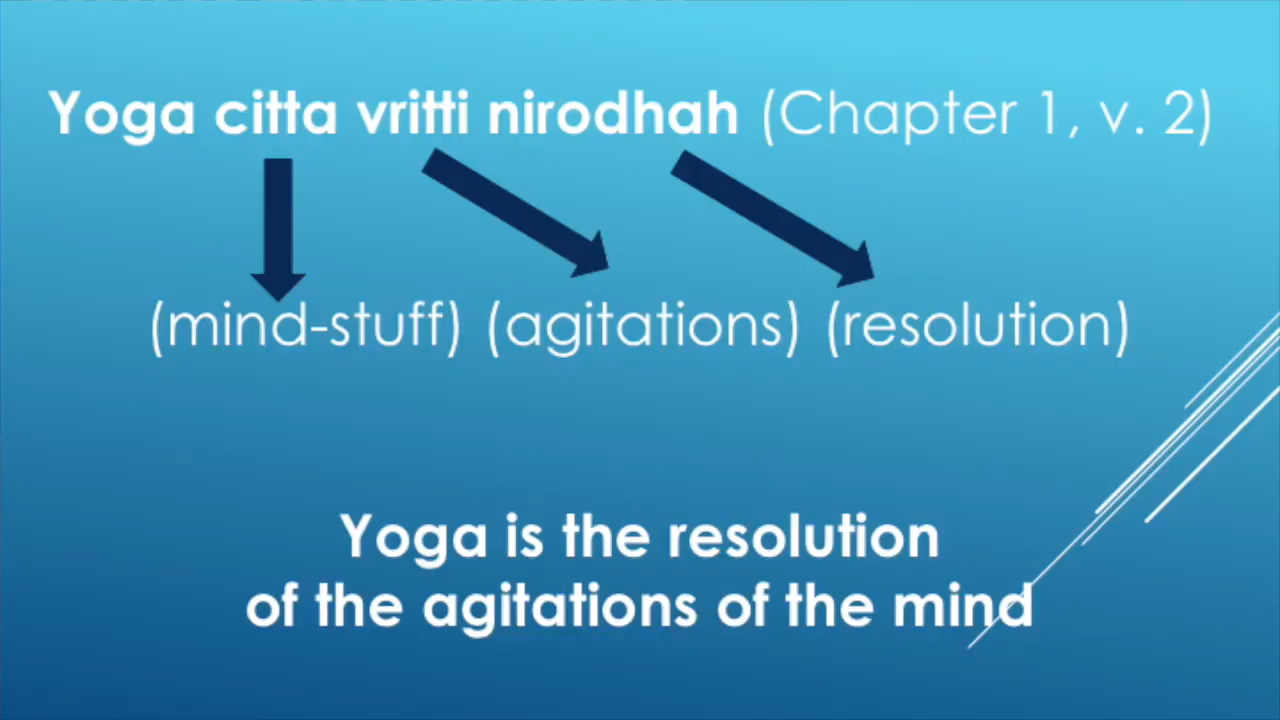 Yoga citta vritti nirodhah (Chapter 1, v. 2)
(mind-stuff) (agitations) (resolution)
Yoga is the resolution
of the agitations of the mind